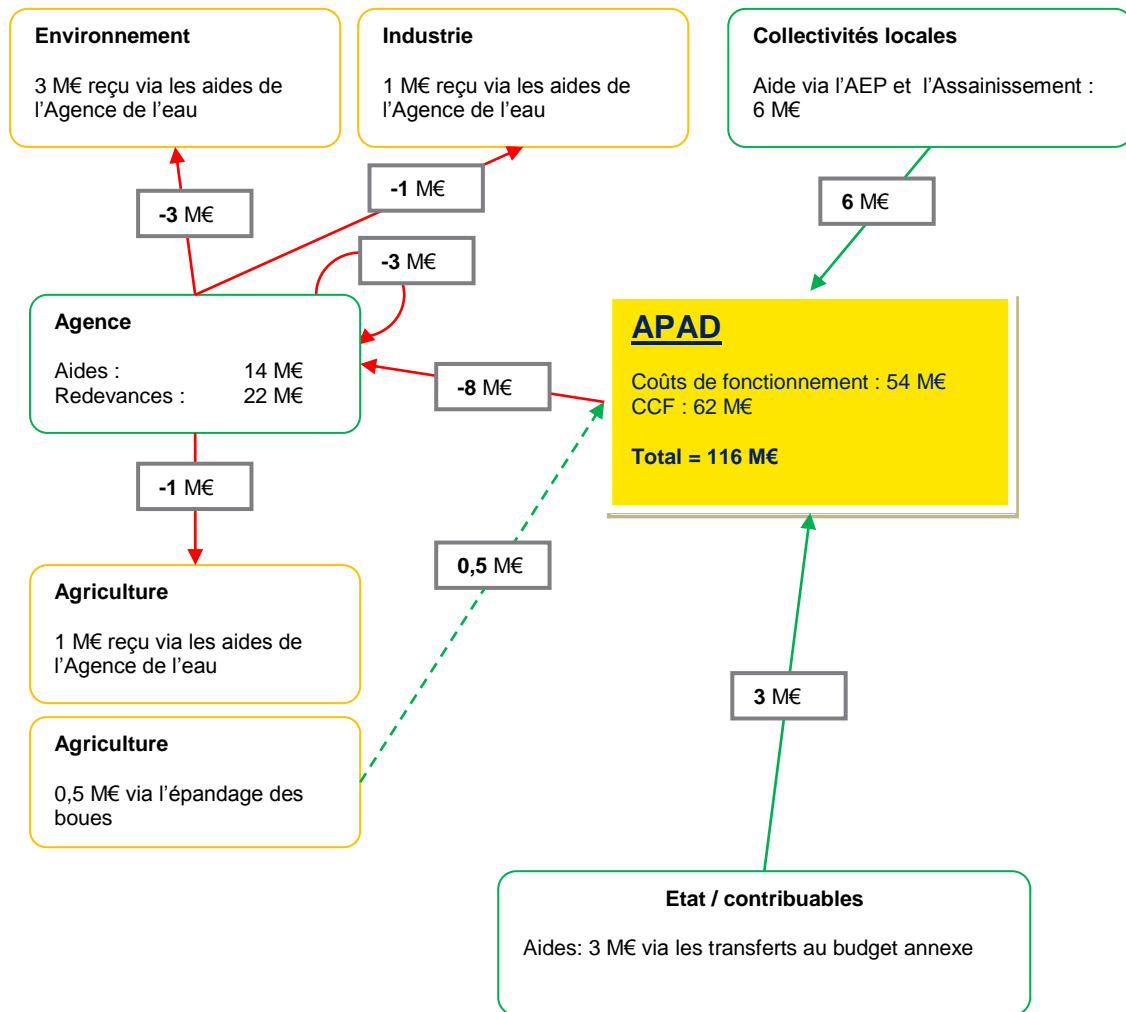 Environnement
3 M€ reçu via les aides de
l'Agence de l'eau
Industrie
1 M€ reçu via les aides de
l'Agence de l'eau
Collectivités locales
Aide via l'AEP et l'Assainissement :
6 M€
-3 M€
-1 M€
6 M€
-3 M€
Agence
Aides : 14 M€
Redevances : 22 M€
-8 M€
APAD
Coûts de fonctionnement : 54 M€
CCF : 62 M€
Total = 116 M€
-1 M€
0,5 M€
Agriculture
1 M€ reçu via les aides de
l'Agence de l'eau
3 M€
Agriculture
0,5 M€ via l'épandage des
boues
Etat / contribuables
Aides: 3 M€ via les transferts au budget annexe